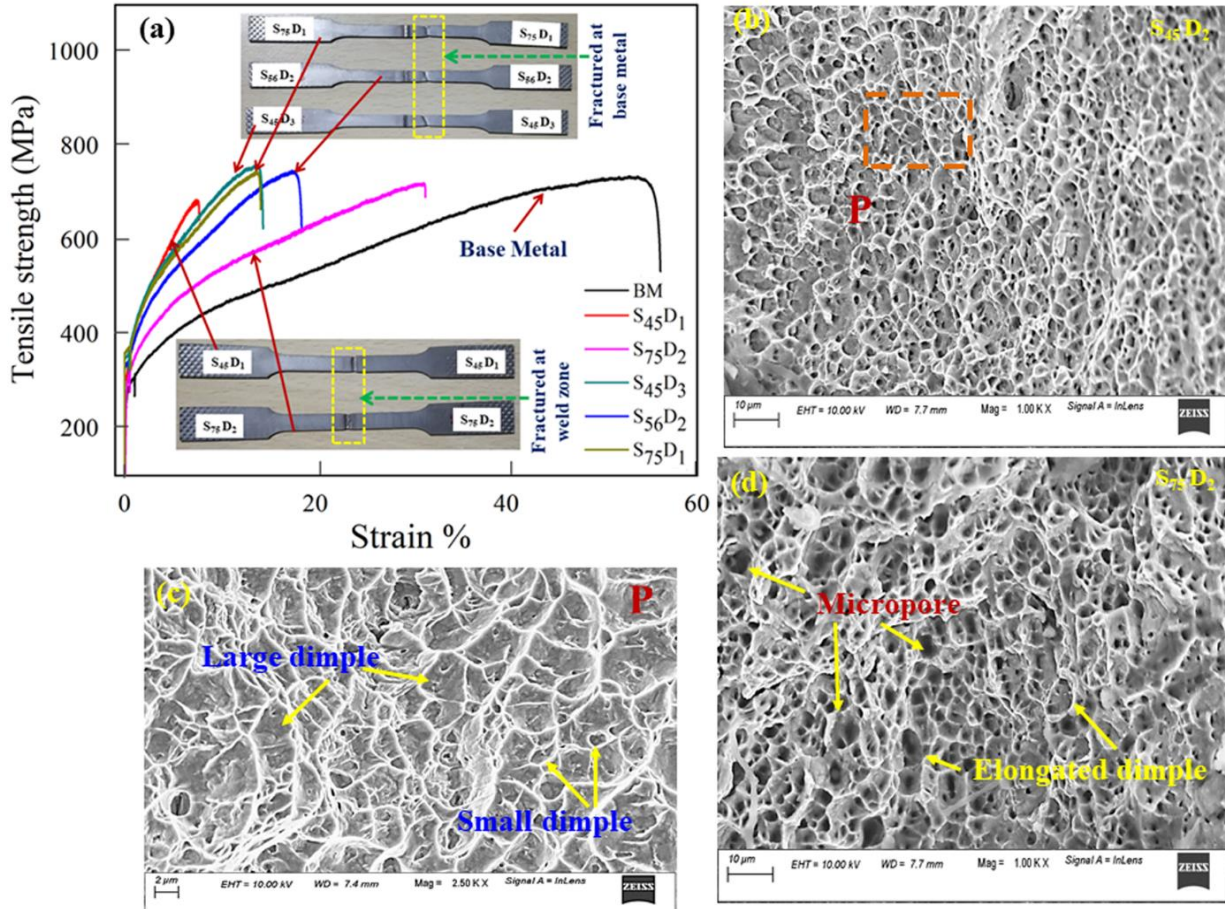 (a)
1000
800
600
400
200
0
20
40
60
Tensile strength (MPa)
Strain %
S₇₅D₁
S₇₅D₁
S₅₆D₂
S₅₆D₂
S₄₅D₃
S₄₅D₃
Fractured at
base metal
Base Metal
S₄₅D₁
S₄₅D₁
S₇₅D₂
S₇₅D₂
Fractured at
weld zone
BM
S₄₅D₁
S₇₅D₂
S₄₅D₃
S₅₆D₂
S₇₅D₁
(b)
S₄₅D₂
P
10 µm
EHT = 10.00 kV WD = 7.7 mm Mag = 1.00 K X Signal A = InLens
ZEISS
(c)
P
Large dimple
Small dimple
2 µm
EHT = 10.00 kV WD = 7.4 mm Mag = 2.50 K X Signal A = InLens
ZEISS
(d)
S₇₅D₂
Micropore
Elongated dimple
10 µm
EHT = 10.00 kV WD = 7.7 mm Mag = 1.00 K X Signal A = InLens
ZEISS